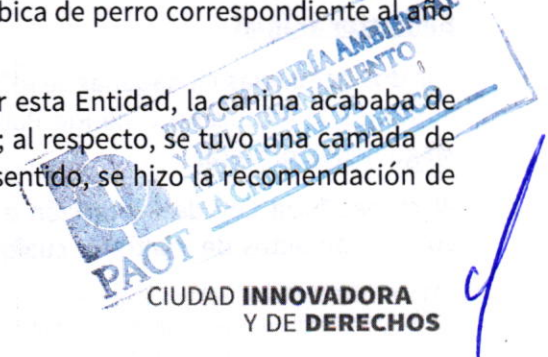 bica de perro correspondiente al año
r esta Entidad, la canina acababa de
; al respecto, se tuvo una camada de
sentido, se hizo la recomendación de
PROCURADURÍA AMBIENTAL
Y DEL ORDENAMIENTO
TERRITORIAL DE
LA CIUDAD DE MÉXICO
PAOT
CIUDAD INNOVADORA
Y DE DERECHOS